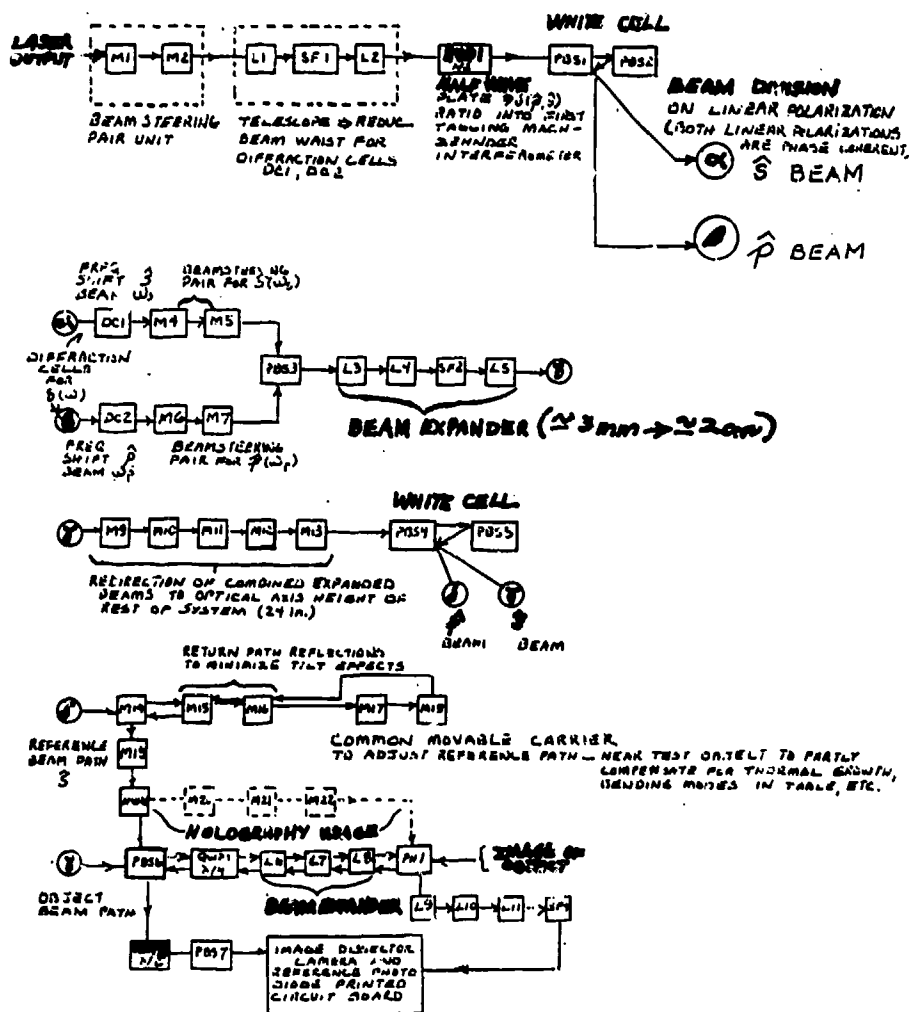 WHITE CELL
LASER OUTPUT
M1
M2
L1
SF1
L2
PBS1
PBS2
BEAM STEERING
PAIR UNIT
TELESCOPE
BEAM WAIST FOR
DIFFRACTION CELLS
DC1, DC2
HALF WAVE
PLATE
RATIO INTO FIRST
TAGGING MACH-
ZEHNDER
INTERFEROMETER
BEAM DIVISION
ON LINEAR POLARIZATION
(BOTH LINEAR POLARIZATIONS
ARE PHASE COHERENT,
α
ŝ BEAM
p̂ BEAM
FREQ
SHIFT
BEAM
PAIR FOR
DC1
M4
M5
DIFFRACTION
CELLS
FOR
PBS3
L3
L4
SF2
L5
γ
BEAM EXPANDER (≃3mm→≃2cm)
DC2
M6
M7
FREQ
SHIFT p̂
BEAM
BEAMSTEERING
PAIR FOR
WHITE CELL
γ
M9
M10
M11
M12
M13
PBS4
PBS5
REDIRECTION OF COMBINED EXPANDED
BEAMS TO OPTICAL AXIS HEIGHT OF
REST OF SYSTEM (24 in.)
BEAM
BEAM
RETURN PATH REFLECTIONS
TO MINIMIZE TILT EFFECTS
M14
M15
M16
M17
M18
REFERENCE
BEAM PATH
M19
COMMON MOVABLE CARRIER
TO ADJUST REFERENCE PATH - NEAR TEST OBJECT TO PARTLY
COMPENSATE FOR THERMAL GROWTH,
BENDING MODES IN TABLE, ETC.
M21
M22
HOLOGRAPHY USAGE
PBS6
QWP1
λ/4
L6
L7
L8
PH1
OBJECT
BEAM PATH
BEAM EXPANDER
L9
L10
L11
PBS7
IMAGE DISSECTOR
CAMERA AND
REFERENCE PHOTO
DIODE PRINTED
CIRCUIT BOARD